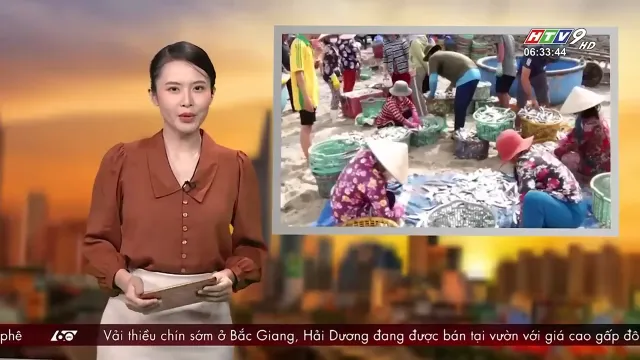 HTV9 HD
06:33:44
phê 60 Vải thiều chín sớm ở Bắc Giang, Hải Dương đang được bán tại vườn với giá cao gấp đô